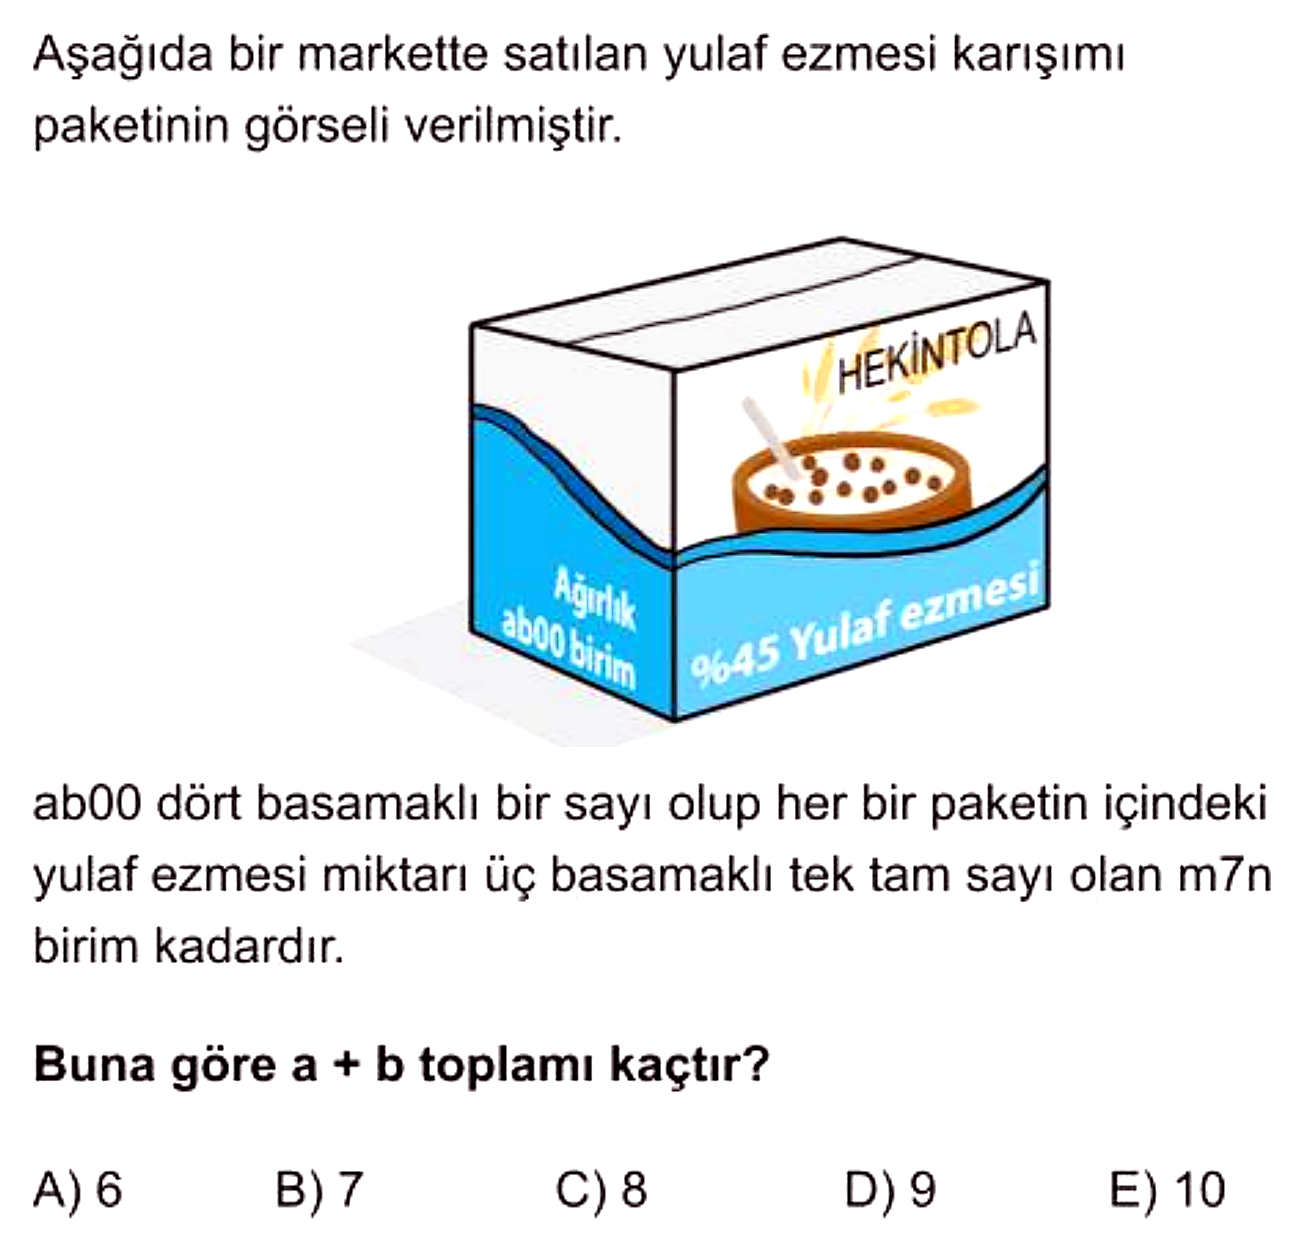 Aşağıda bir markette satılan yulaf ezmesi karışımı
paketinin görseli verilmiştir.
HEKİNTOLA
Ağırlık
ab00 birim
%45 Yulaf ezmesi
ab00 dört basamaklı bir sayı olup her bir paketin içindeki
yulaf ezmesi miktarı üç basamaklı tek tam sayı olan m7n
birim kadardır.
Buna göre a + b toplamı kaçtır?
A) 6 B) 7 C) 8 D) 9 E) 10